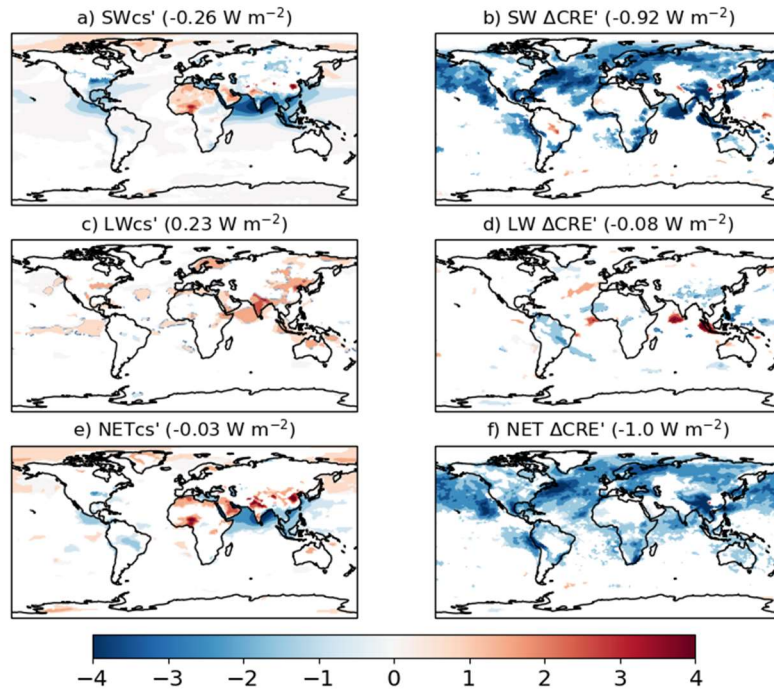 a) SWcs' (-0.26 W m⁻²)
b) SW ΔCRE' (-0.92 W m⁻²)
c) LWcs' (0.23 W m⁻²)
d) LW ΔCRE' (-0.08 W m⁻²)
e) NETcs' (-0.03 W m⁻²)
f) NET ΔCRE' (-1.0 W m⁻²)
−4 −3 −2 −1 0 1 2 3 4